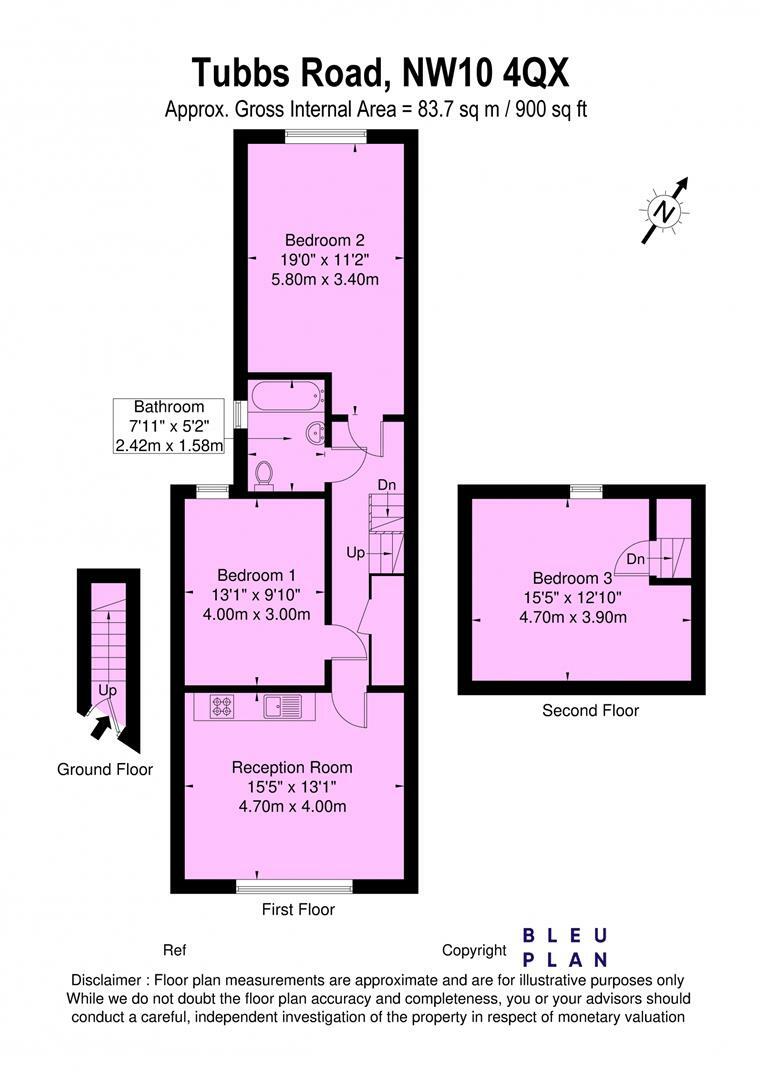 Tubbs Road, NW10 4QX
Approx. Gross Internal Area = 83.7 sq m / 900 sq ft
N
Bedroom 2
19'0" x 11'2"
5.80m x 3.40m
Bathroom
7'11" x 5'2"
2.42m x 1.58m
Dn
Up
Bedroom 1
13'1" x 9'10"
4.00m x 3.00m
Dn
Bedroom 3
15'5" x 12'10"
4.70m x 3.90m
Second Floor
Up
Ground Floor
Reception Room
15'5" x 13'1"
4.70m x 4.00m
First Floor
Ref
Copyright
BLEU
PLAN
Disclaimer : Floor plan measurements are approximate and are for illustrative purposes only
While we do not doubt the floor plan accuracy and completeness, you or your advisors should
conduct a careful, independent investigation of the property in respect of monetary valuation